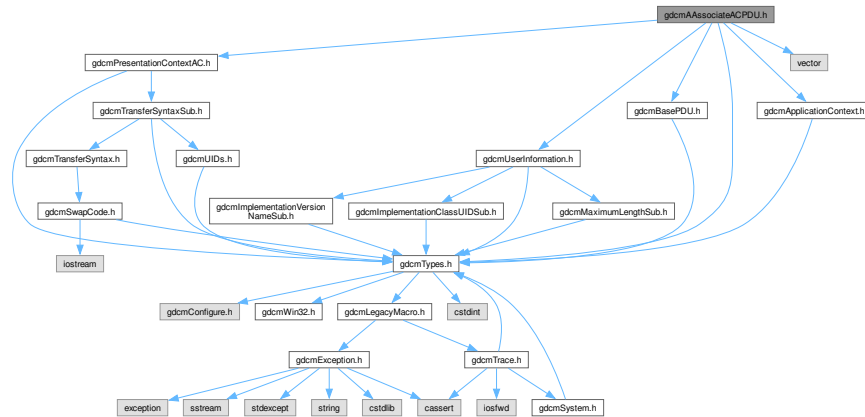 gdcmAAssociateACPDU.h
gdcmPresentationContextAC.h
vector
gdcmTransferSyntaxSub.h
gdcmBasePDU.h
gdcmApplicationContext.h
gdcmTransferSyntax.h
gdcmUIDs.h
gdcmUserInformation.h
gdcmSwapCode.h
gdcmImplementationVersion
NameSub.h
gdcmImplementationClassUIDSub.h
gdcmMaximumLengthSub.h
iostream
gdcmTypes.h
gdcmConfigure.h
gdcmWin32.h
gdcmLegacyMacro.h
cstdint
gdcmException.h
gdcmTrace.h
exception
sstream
stdexcept
string
cstdlib
cassert
iosfwd
gdcmSystem.h